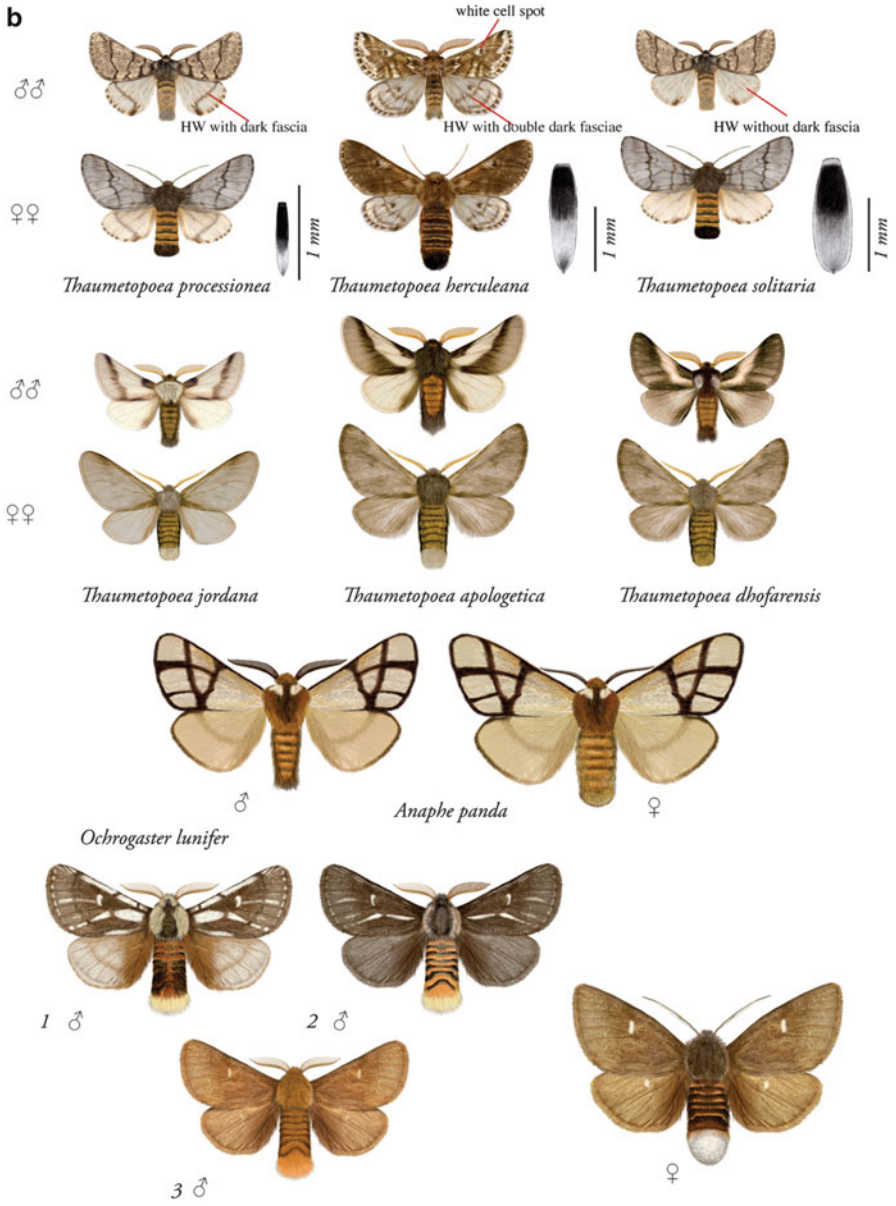 b
white cell spot
♂♂
HW with dark fascia
HW with double dark fasciae
HW without dark fascia
♀♀
1 mm
1 mm
1 mm
Thaumetopoea processionea
Thaumetopoea herculeana
Thaumetopoea solitaria
♂♂
♀♀
Thaumetopoea jordana
Thaumetopoea apologetica
Thaumetopoea dhofarensis
♂
Anaphe panda
♀
Ochrogaster lunifer
1 ♂
2 ♂
3 ♂
♀